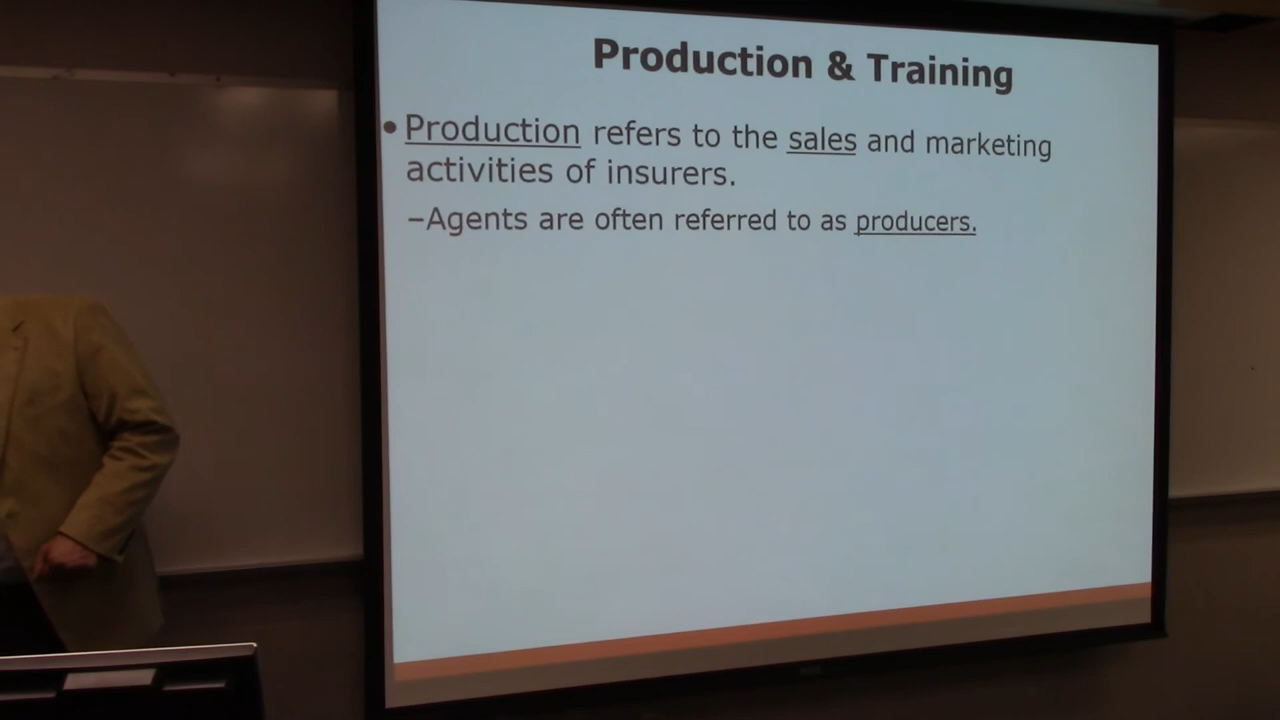 Production & Training
• Production refers to the sales and marketing
activities of insurers.
–Agents are often referred to as producers.